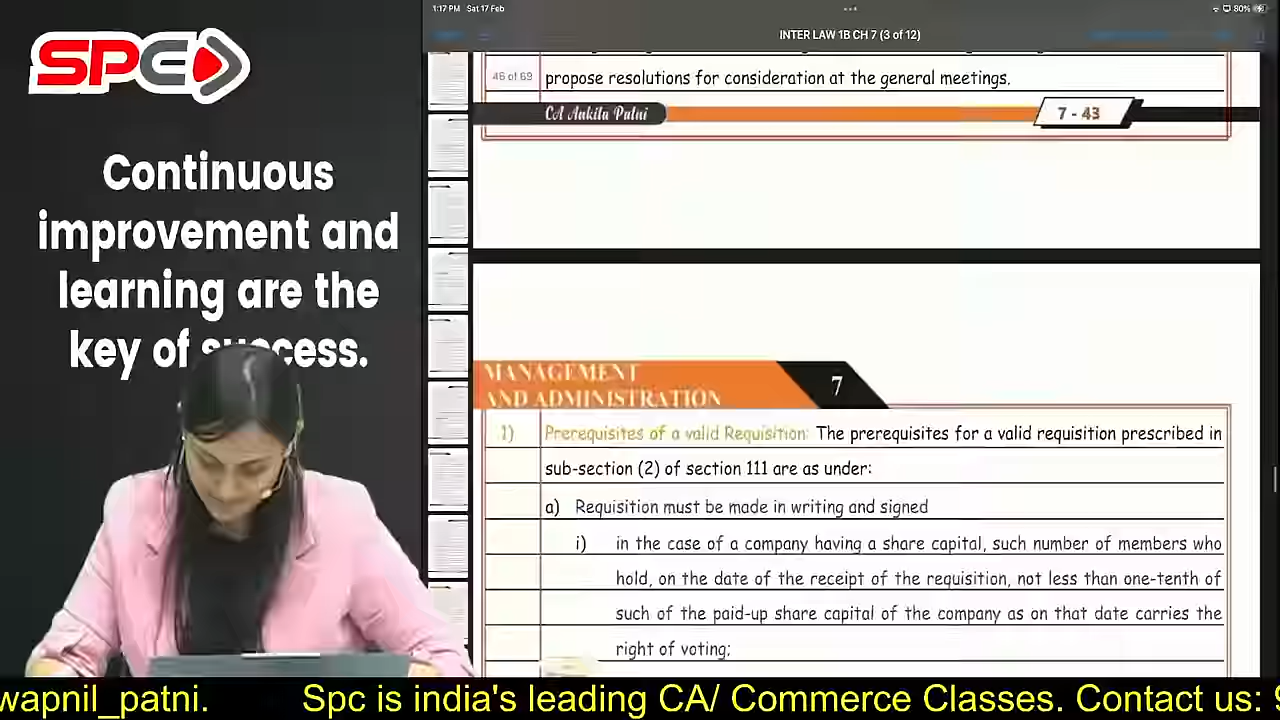 SPC
Continuous
improvement and
learning are the
key of success.
1:17 PM Sat 17 Feb
80%
INTER LAW 1B CH 7 (3 of 12)
46 of 63
propose resolutions for consideration at the general meetings.
CA Ankita Patni
7 - 43
MANAGEMENT
AND ADMINISTRATION
7
1) Prerequisites of a valid Requisition: The prerequisites for a valid requisition prescribed in
sub-section (2) of section 111 are as under:
a) Requisition must be made in writing and signed
i) in the case of a company having a share capital, such number of members who
hold, on the date of the receipt of the requisition, not less than one-tenth of
such of the paid-up share capital of the company as on that date carries the
right of voting;
wapnil_patni. Spc is india's leading CA/ Commerce Classes. Contact us: